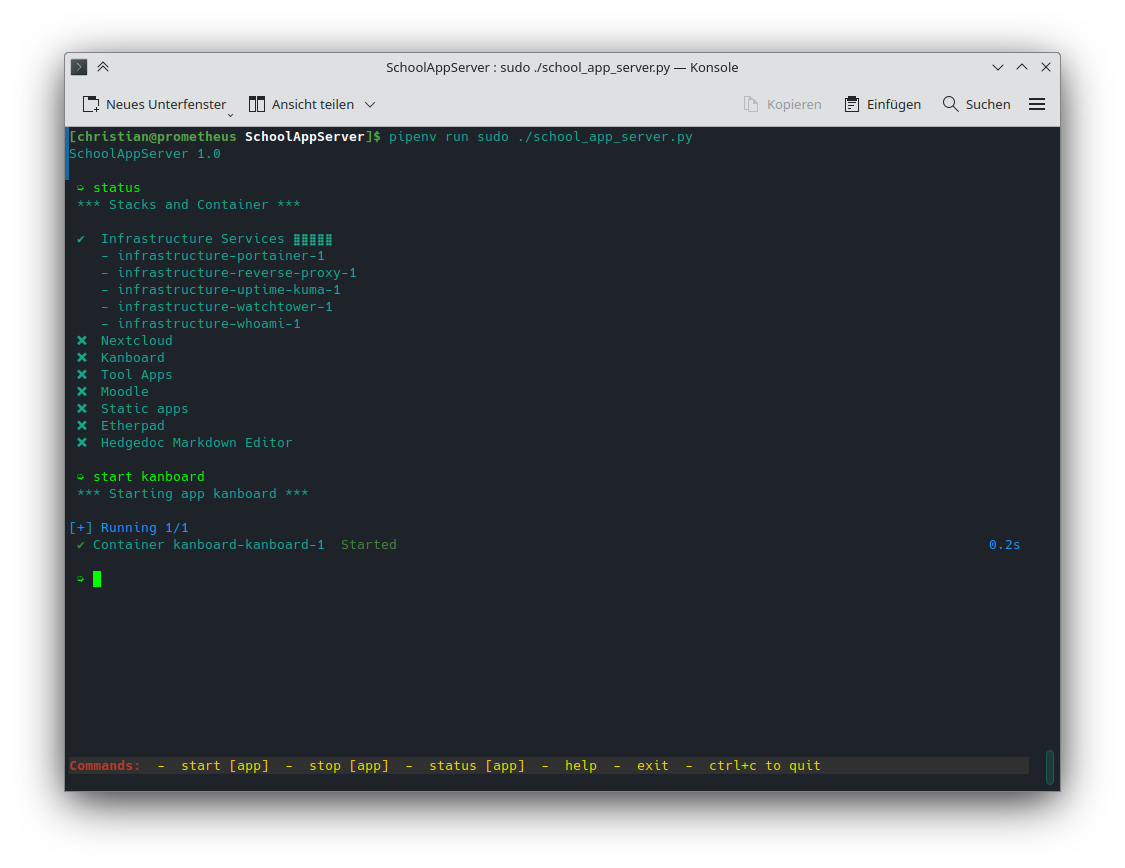 SchoolAppServer : sudo ./school_app_server.py — Konsole
Neues Unterfenster Ansicht teilen Kopieren Einfügen Suchen
[christian@prometheus SchoolAppServer]$ pipenv run sudo ./school_app_server.py
SchoolAppServer 1.0
➭ status
*** Stacks and Container ***
✔ Infrastructure Services ⣿⣿⣿⣿⣿
- infrastructure-portainer-1
- infrastructure-reverse-proxy-1
- infrastructure-uptime-kuma-1
- infrastructure-watchtower-1
- infrastructure-whoami-1
✖ Nextcloud
✖ Kanboard
✖ Tool Apps
✖ Moodle
✖ Static apps
✖ Etherpad
✖ Hedgedoc Markdown Editor
➭ start kanboard
*** Starting app kanboard ***
[+] Running 1/1
✔ Container kanboard-kanboard-1 Started 0.2s
➭
Commands: - start [app] - stop [app] - status [app] - help - exit - ctrl+c to quit